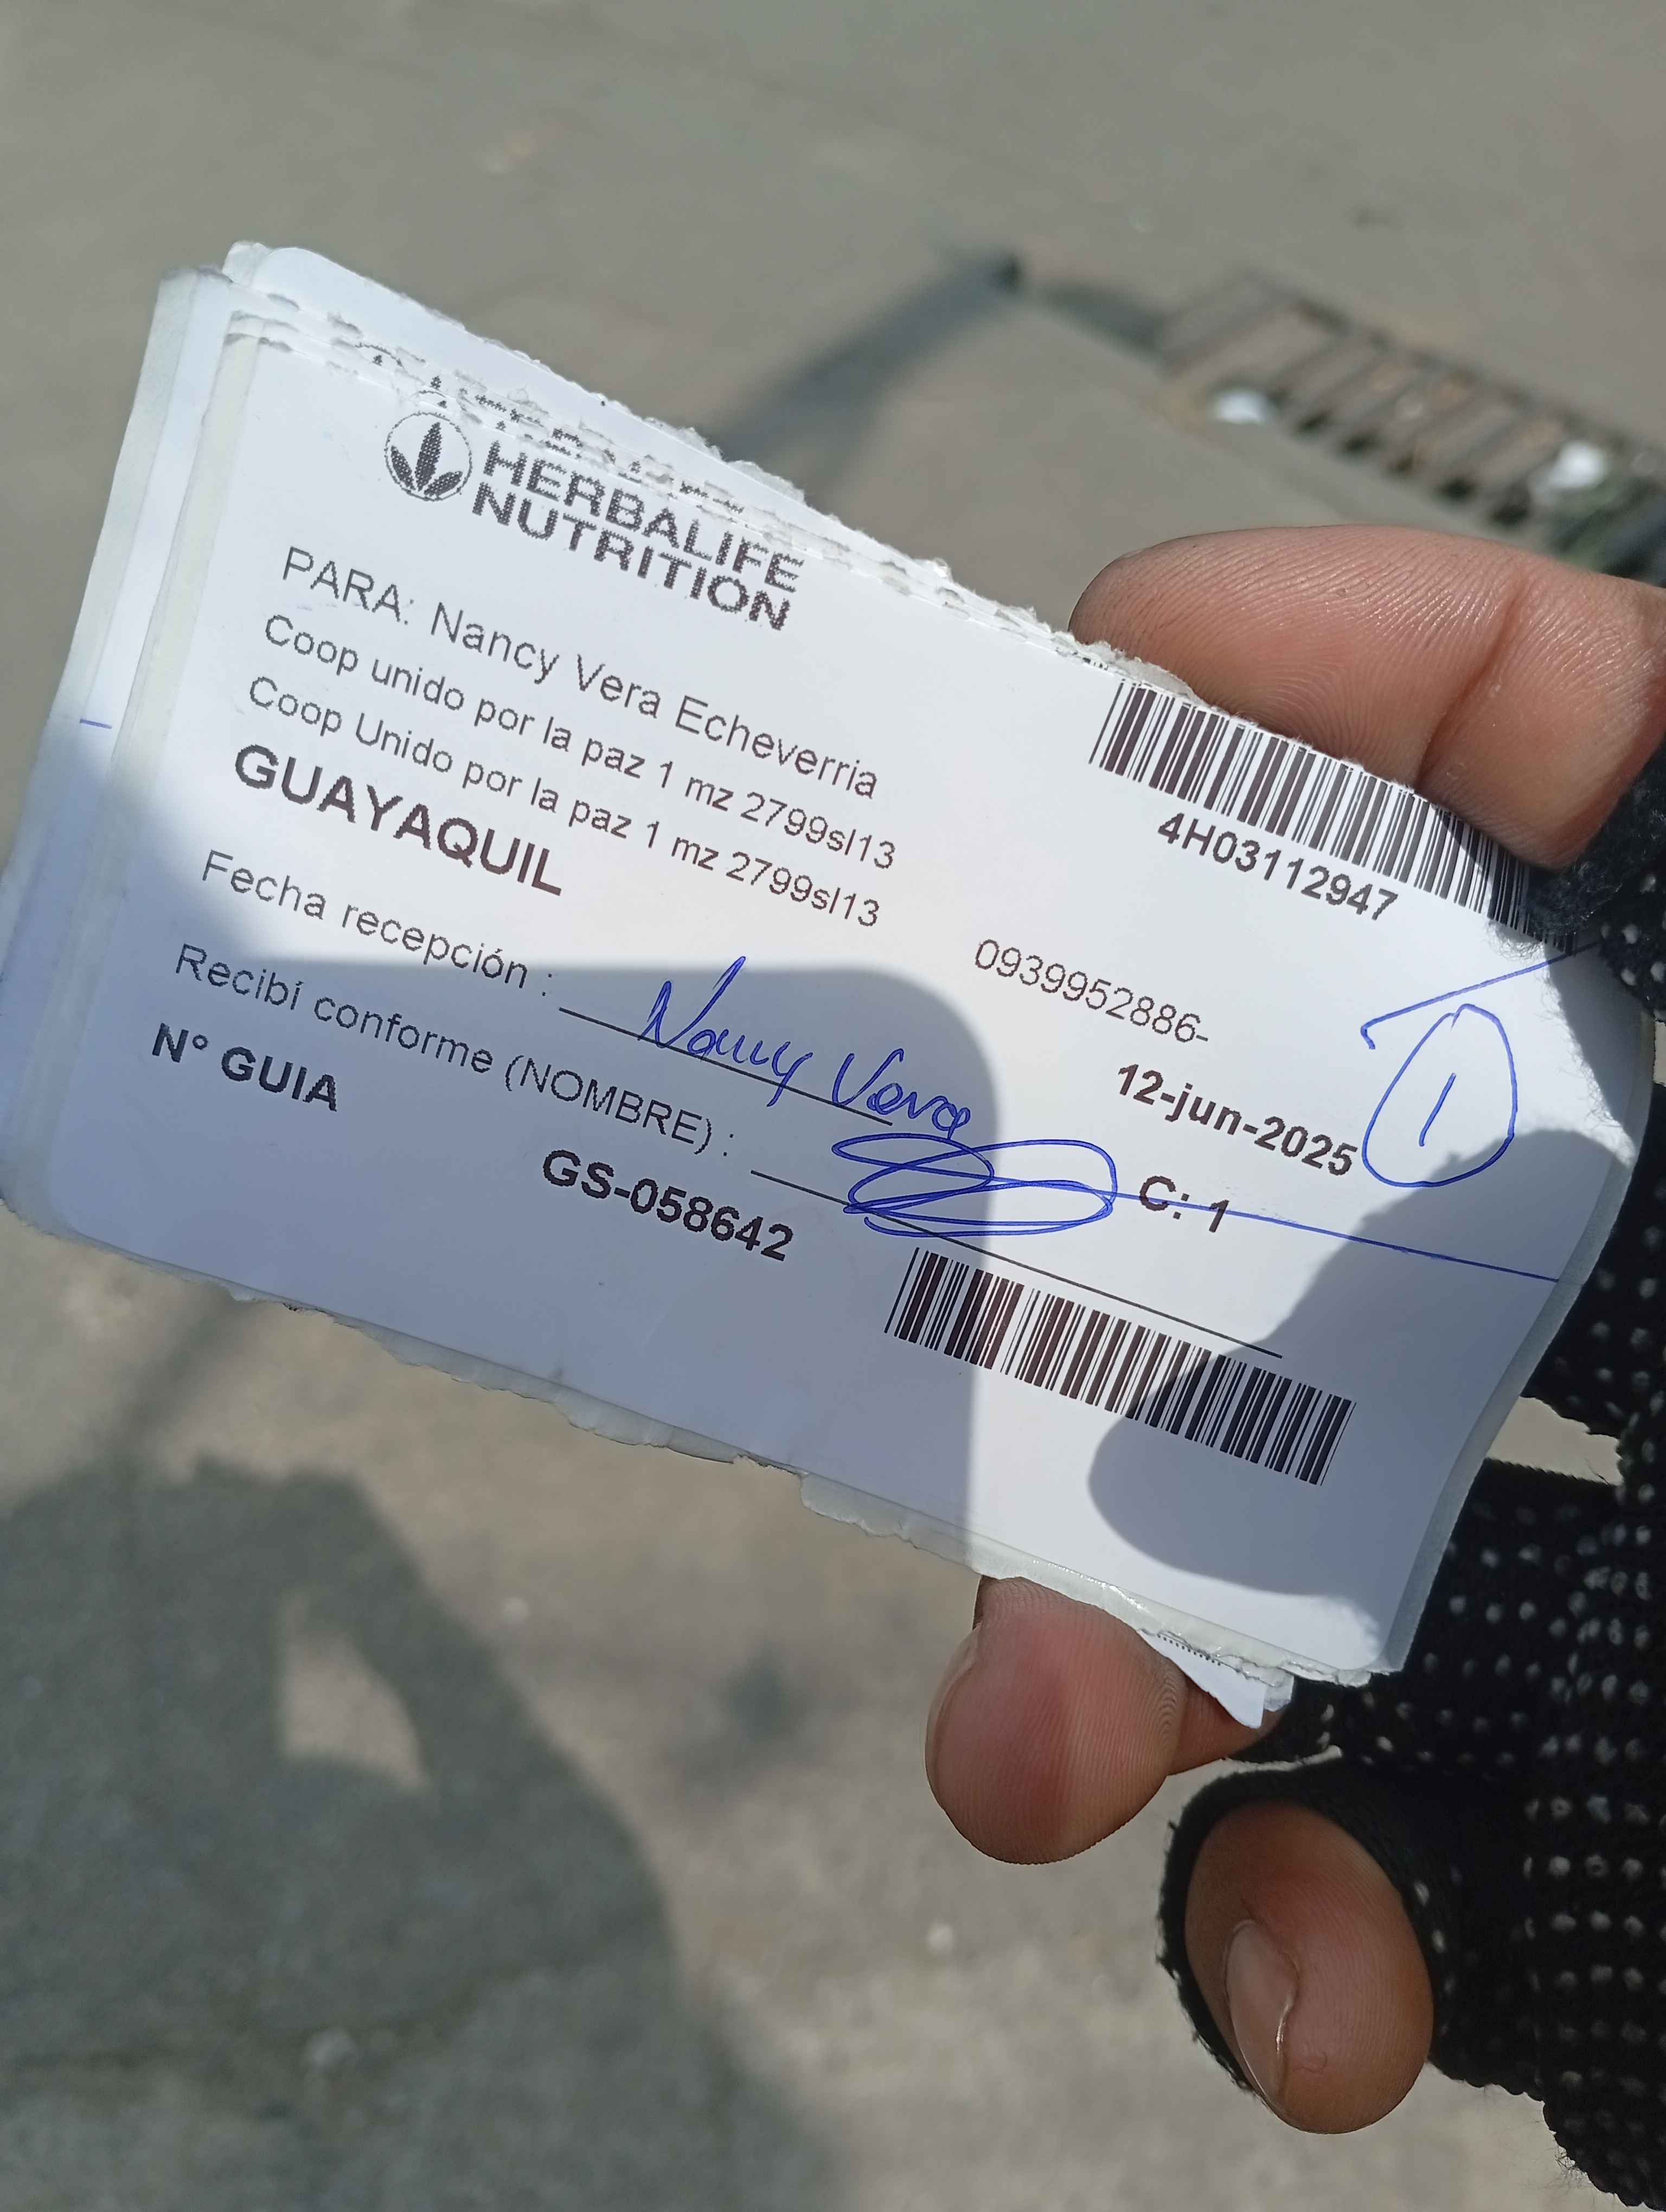 HERBALIFE
NUTRITION
PARA: Nancy Vera Echeverria
Coop unido por la paz 1 mz 2799sl13
Coop Unido por la paz 1 mz 2799sl13
GUAYAQUIL
4H03112947
0939952886-
12-jun-2025
1
Fecha recepción : Nancy Vera
C: 1
Recibí conforme (NOMBRE) :
Nº GUIA
GS-058642